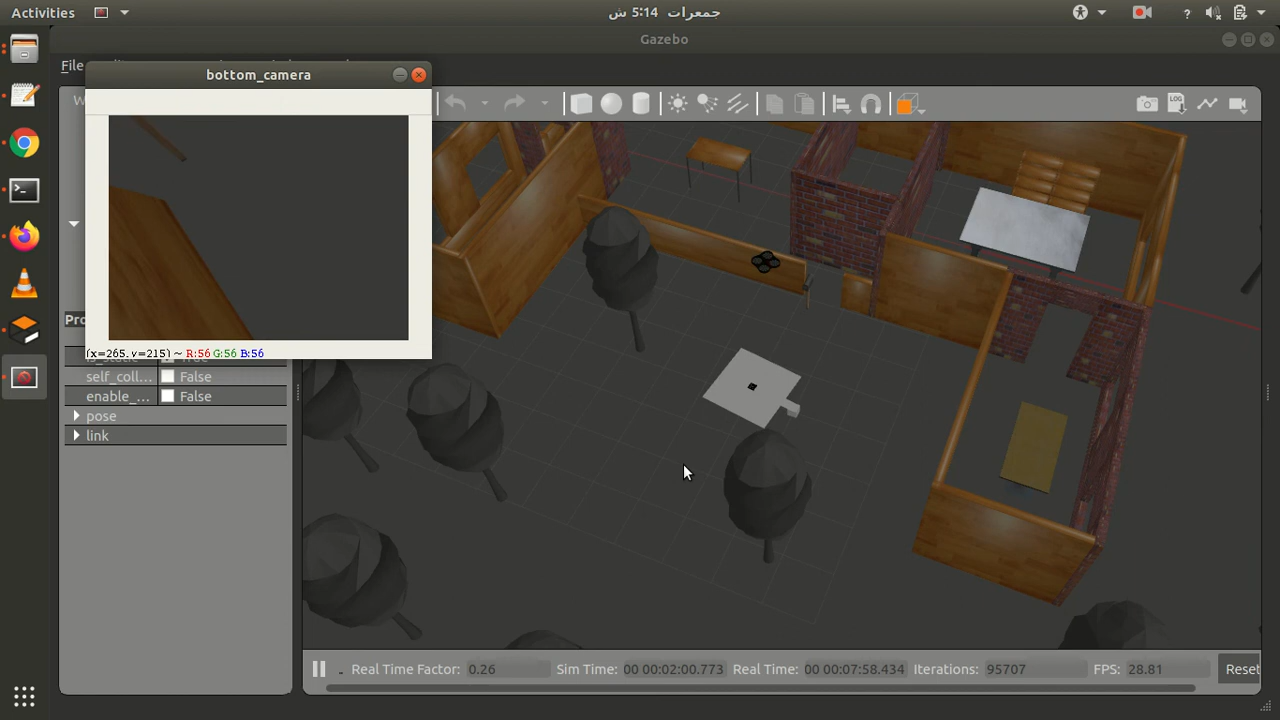 Activities
جمعرات 5:14 ش
?
Gazebo
File
bottom_camera
LOG
(x=265, y=215) ~ R:56 G:56 B:56
True
self_coll... False
enable_... False
pose
link
Real Time Factor: 0.26 Sim Time: 00 00:02:00.773 Real Time: 00 00:07:58.434 Iterations: 95707 FPS: 28.81 Reset